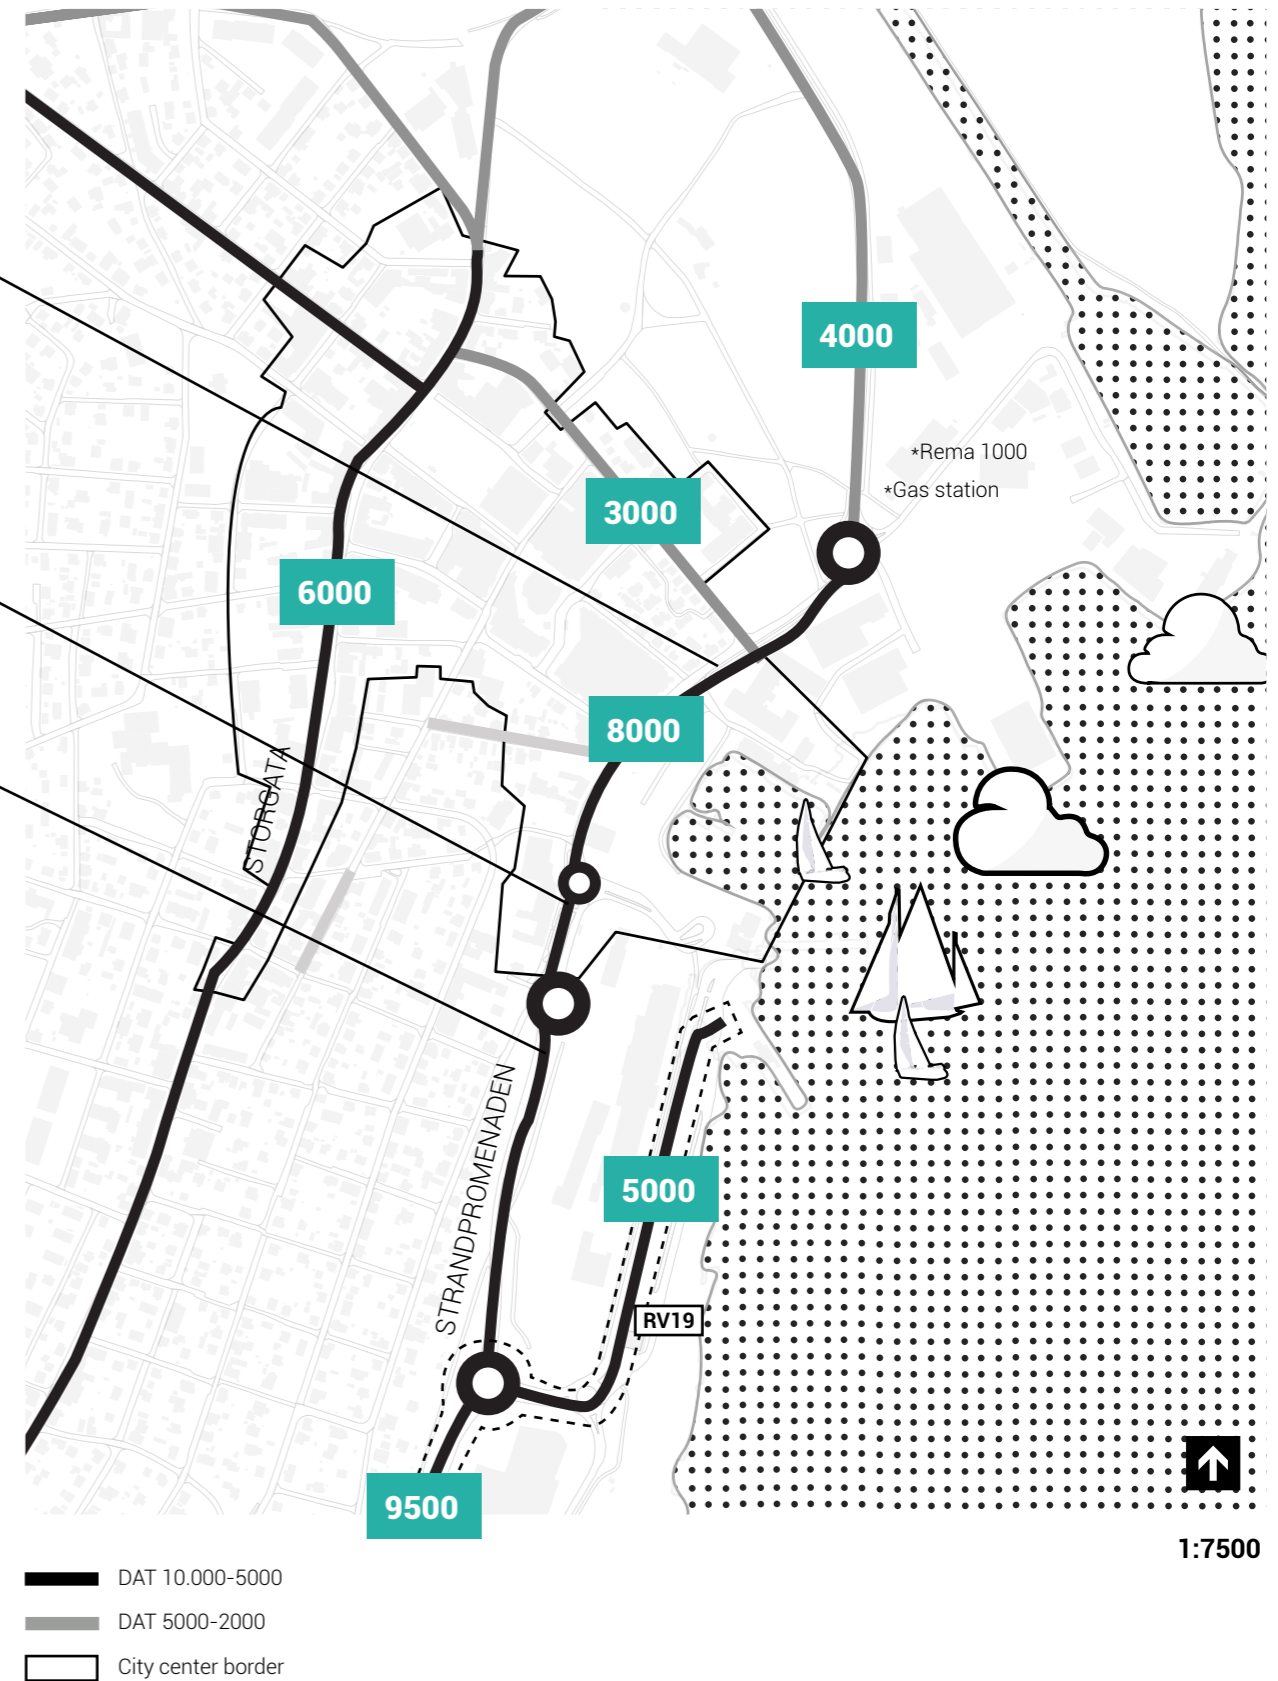 4000
*Rema 1000
*Gas station
3000
6000
8000
STORGATA
STRANDPROMENADEN
5000
RV19
9500
1:7500
DAT 10.000-5000
DAT 5000-2000
City center border